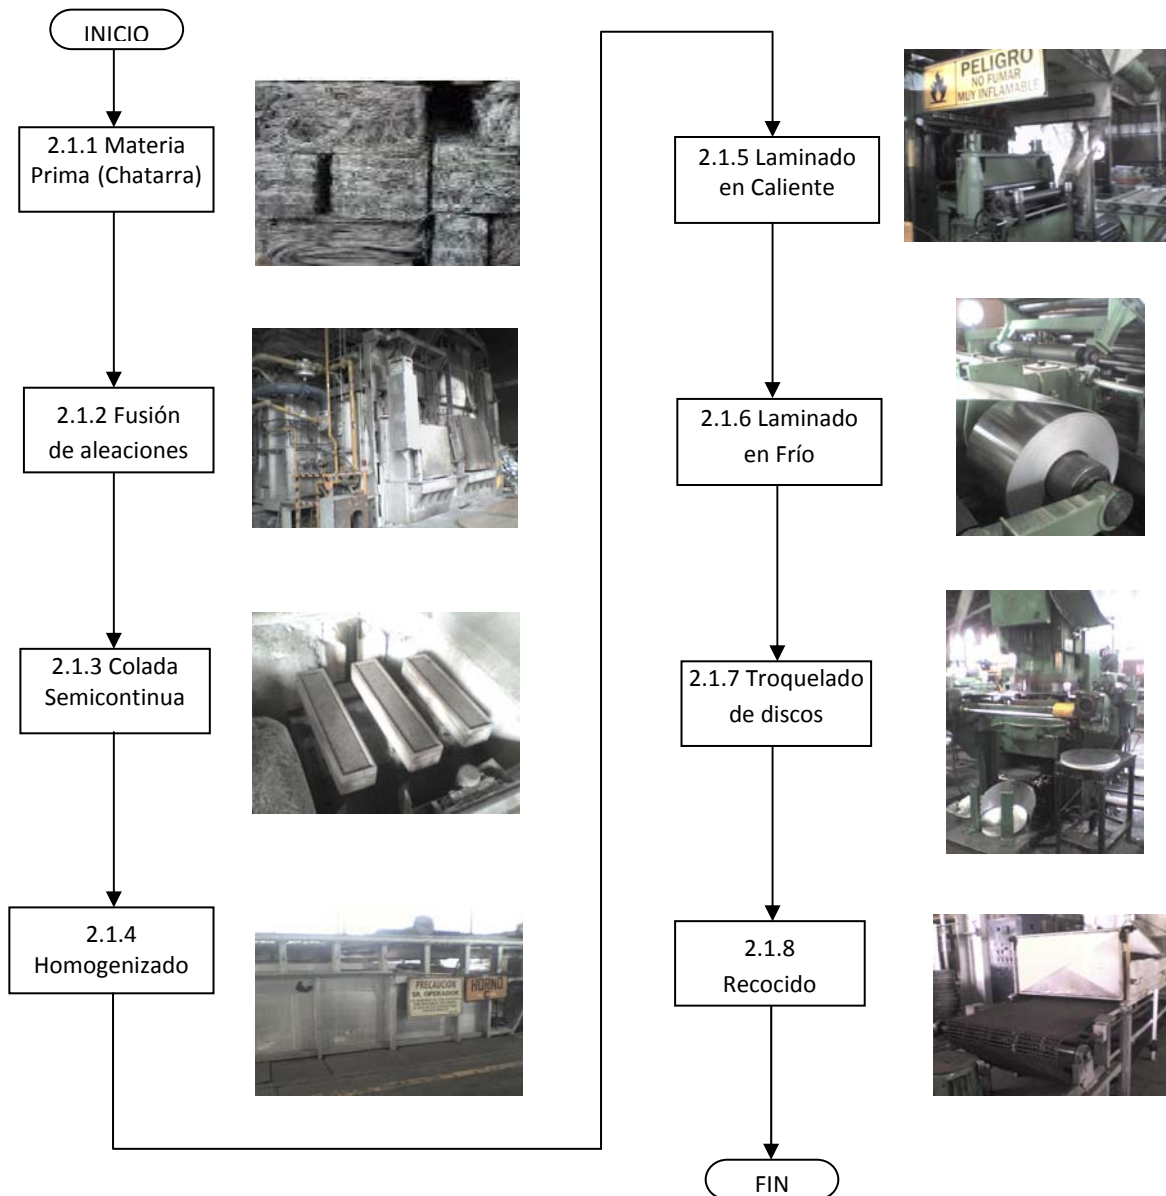 INICIO
2.1.1 Materia
Prima (Chatarra)
2.1.2 Fusión
de aleaciones
2.1.3 Colada
Semicontinua
2.1.4
Homogenizado
PRECAUCION
SR. OPERADOR
HORNO
2.1.5 Laminado
en Caliente
PELIGRO
NO FUMAR
MUY INFLAMABLE
2.1.6 Laminado
en Frío
2.1.7 Troquelado
de discos
2.1.8
Recocido
FIN